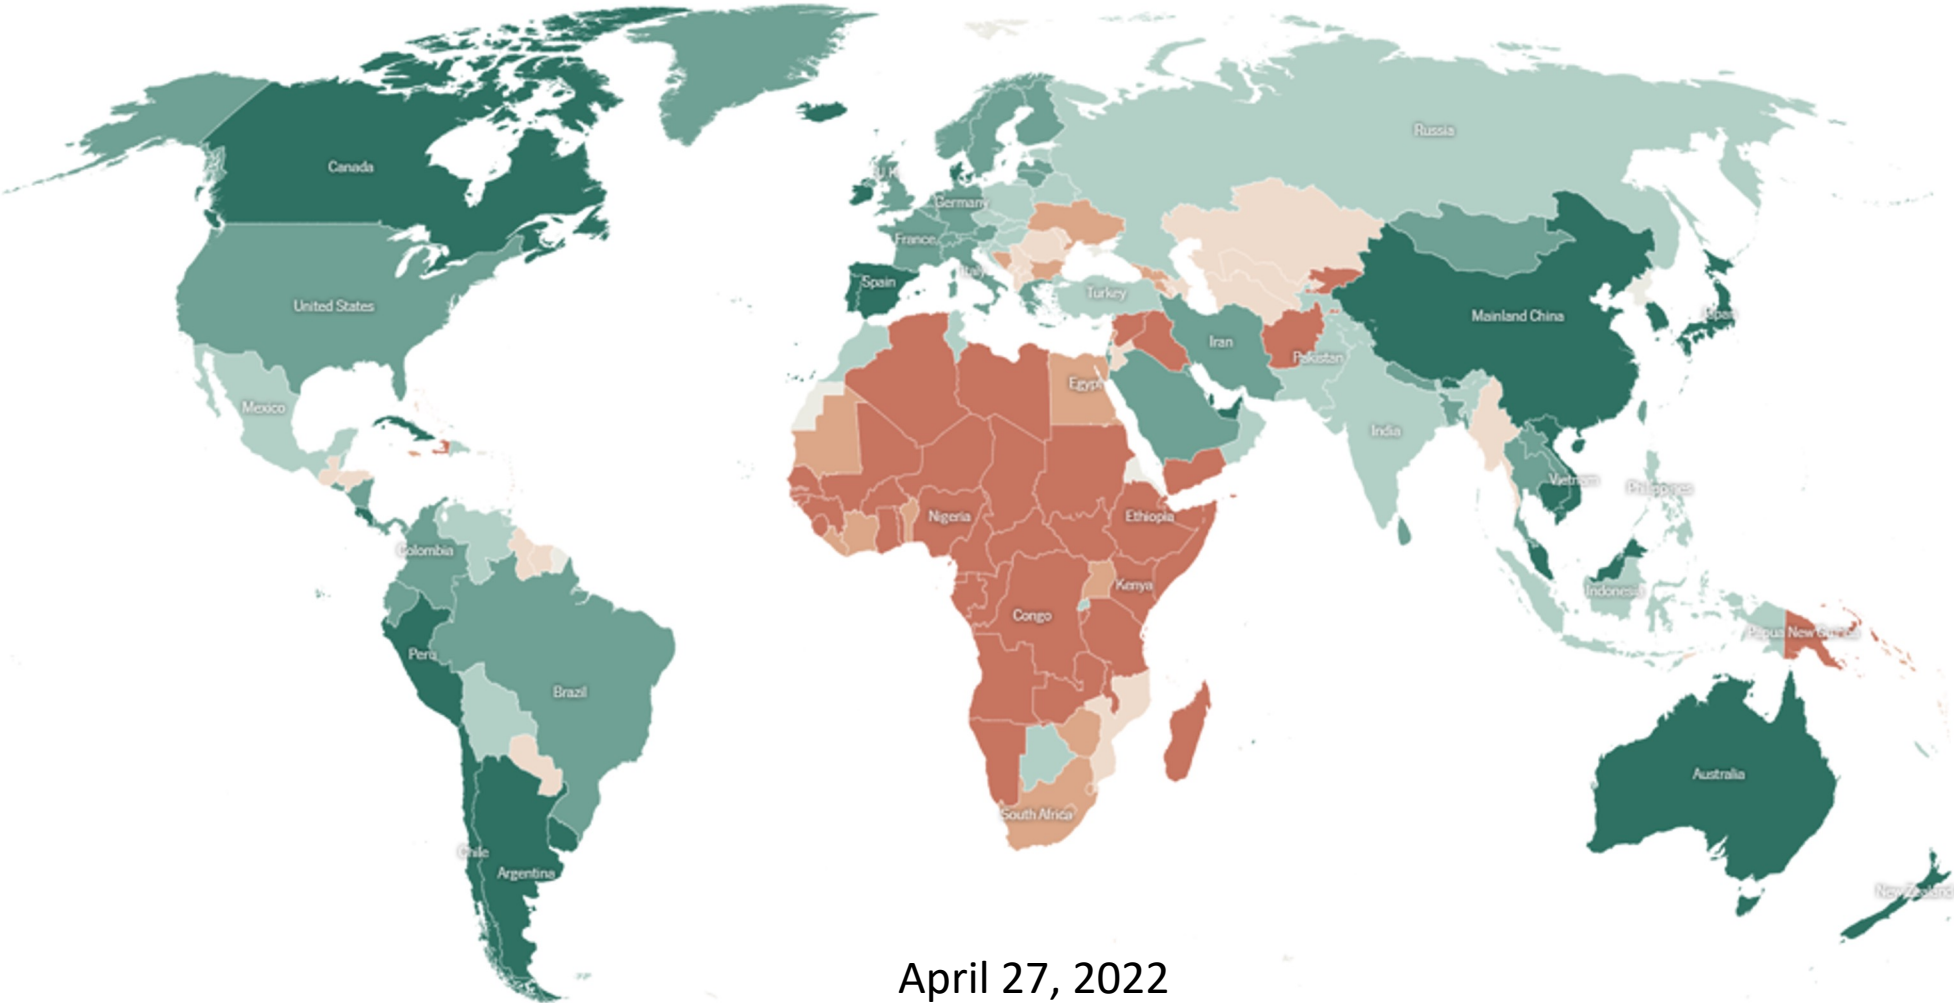 Canada
Russia
U.K.
Germany
France
Spain
Italy
Turkey
United States
Mainland China
Japan
Iran
Pakistan
Egypt
Mexico
India
Vietnam
Philippines
Nigeria
Ethiopia
Colombia
Kenya
Congo
Indonesia
Papua New Guinea
Peru
Brazil
Australia
South Africa
Chile
Argentina
New Zealand
April 27, 2022